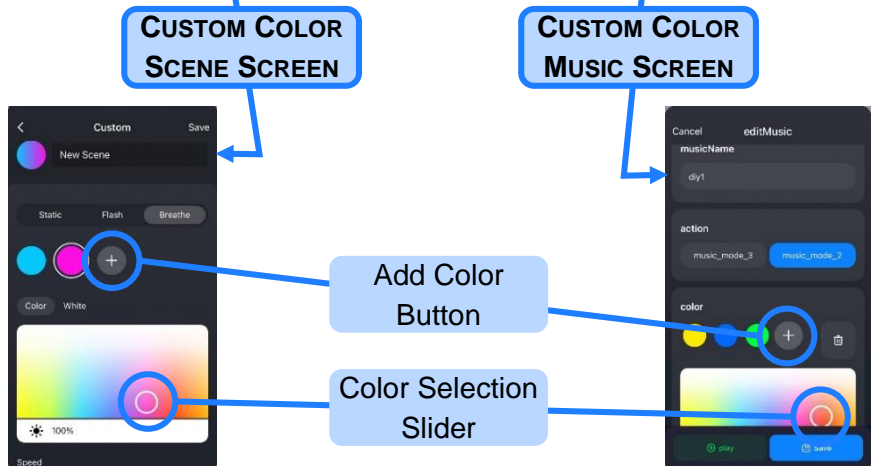 CUSTOM COLOR
SCENE SCREEN
CUSTOM COLOR
MUSIC SCREEN
Custom
Save
New Scene
Static
Flash
Breathe
Color
White
100%
Speed
Add Color
Button
Color Selection
Slider
Cancel
editMusic
musicName
diy1
action
music_mode_3
music_mode_2
color
play
save